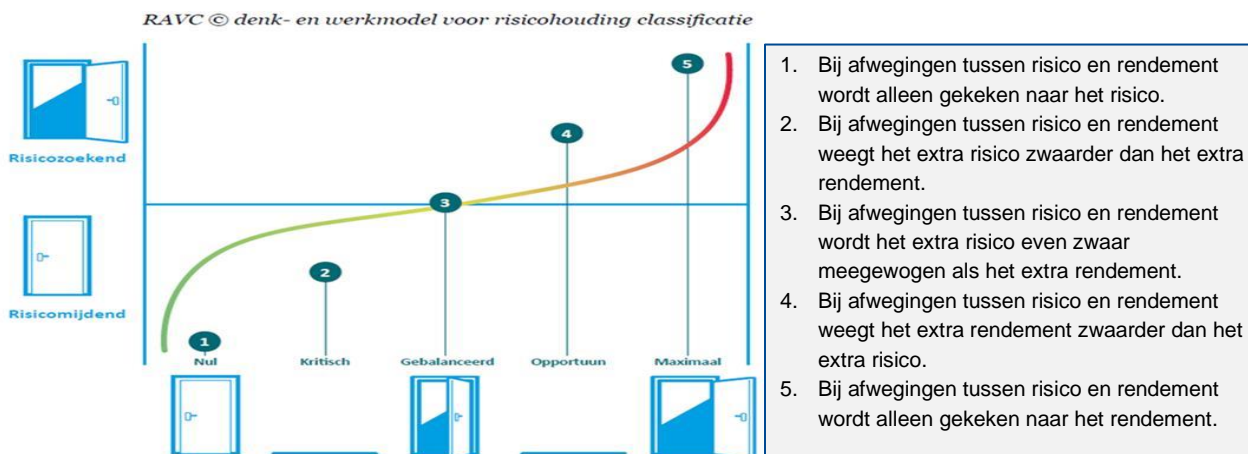 RAVC © denk- en werkmodel voor risicohouding classificatie
Risicozoekend
Risicomijdend
5
4
3
2
1
Nul
Kritisch
Gebalanceerd
Opportuun
Maximaal
1. Bij afwegingen tussen risico en rendement
wordt alleen gekeken naar het risico.
2. Bij afwegingen tussen risico en rendement
weegt het extra risico zwaarder dan het extra
rendement.
3. Bij afwegingen tussen risico en rendement
wordt het extra risico even zwaar
meegewogen als het extra rendement.
4. Bij afwegingen tussen risico en rendement
weegt het extra rendement zwaarder dan het
extra risico.
5. Bij afwegingen tussen risico en rendement
wordt alleen gekeken naar het rendement.